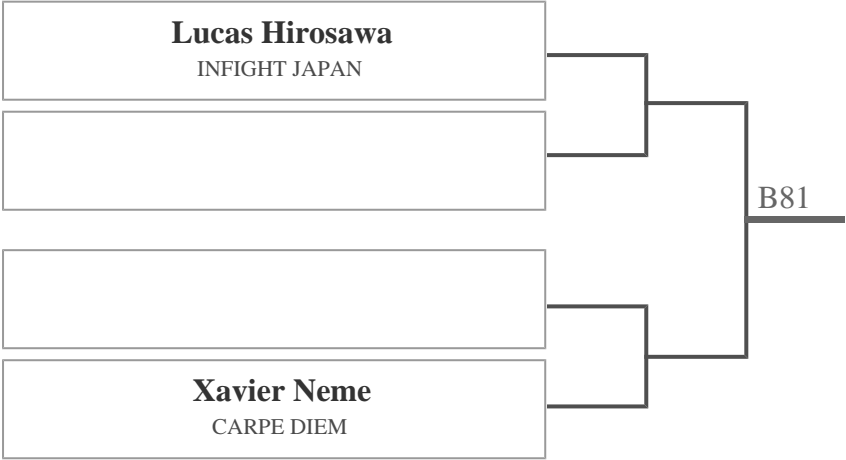 Lucas Hirosawa
INFIGHT JAPAN
B81
Xavier Neme
CARPE DIEM